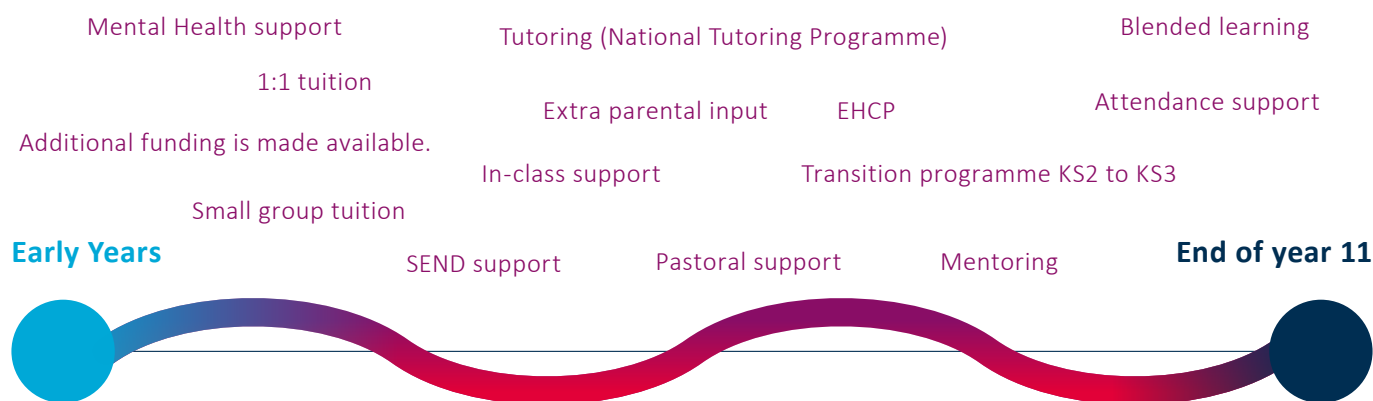 Mental Health support
Tutoring (National Tutoring Programme)
Blended learning
1:1 tuition
Extra parental input
EHCP
Attendance support
Additional funding is made available.
In-class support
Transition programme KS2 to KS3
Small group tuition
Early Years
SEND support
Pastoral support
Mentoring
End of year 11